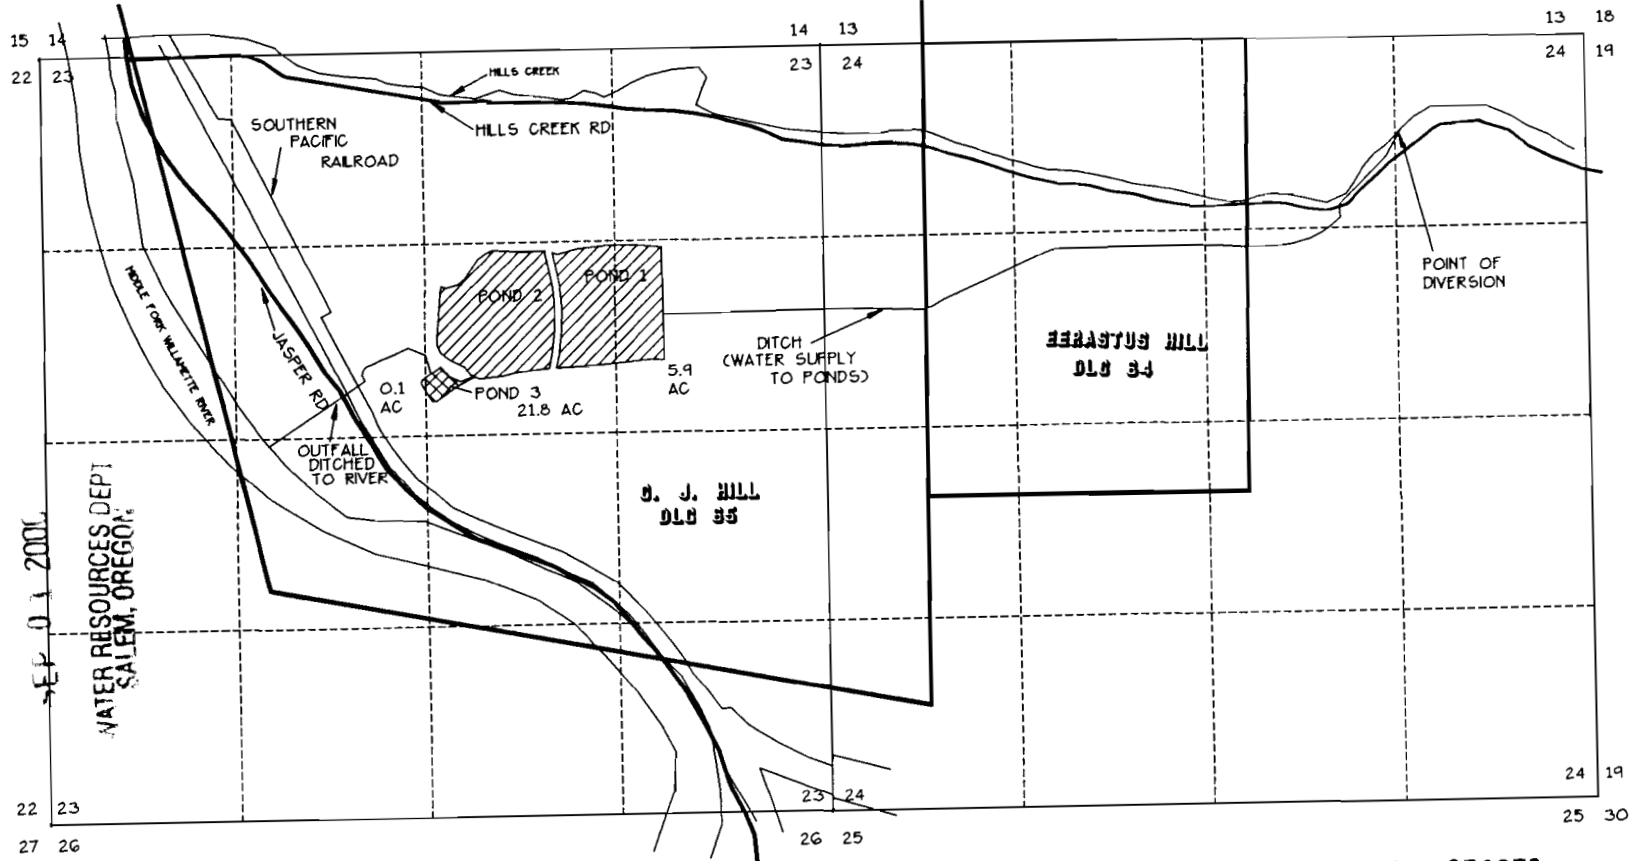 15 14
14 13
13 18
22 23
23 24
24 19
HILLS CREEK
HILLS CREEK RD
SOUTHERN
PACIFIC
RAILROAD
POINT OF
DIVERSION
POND 2
POND 1
MIDDLE FORK WILLAMETTE RIVER
JASPER RD
DITCH
(WATER SUPPLY
TO PONDS)
EERASTUS HILL
DLC 64
0.1
AC
POND 3
21.8 AC
5.9
AC
OUTFALL
DITCHED
TO RIVER
C. J. HILL
DLC 65
WATER RESOURCES DEPT
SALEM, OREGON
22 23
23 24
24 19
27 26
26 25
25 30